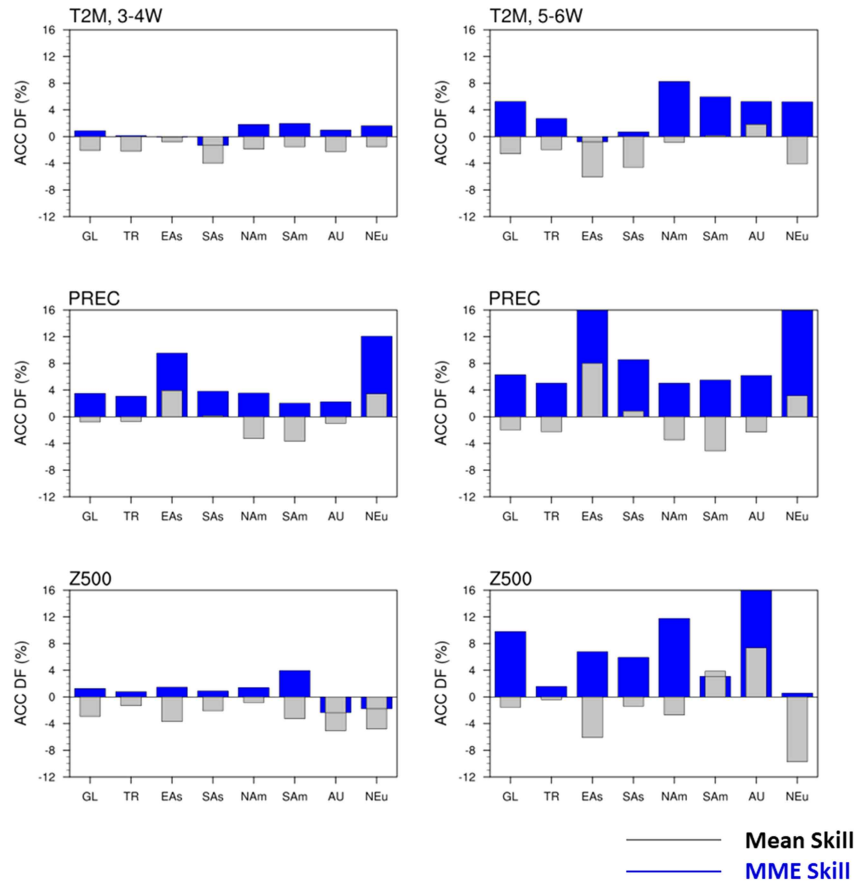 T2M, 3-4W
ACC DF (%)
16
12
8
4
0
-4
-8
-12
GL TR EAs SAs NAm SAm AU NEu
T2M, 5-6W
ACC DF (%)
16
12
8
4
0
-4
-8
-12
GL TR EAs SAs NAm SAm AU NEu
PREC
ACC DF (%)
16
12
8
4
0
-4
-8
-12
GL TR EAs SAs NAm SAm AU NEu
PREC
ACC DF (%)
16
12
8
4
0
-4
-8
-12
GL TR EAs SAs NAm SAm AU NEu
Z500
ACC DF (%)
16
12
8
4
0
-4
-8
-12
GL TR EAs SAs NAm SAm AU NEu
Z500
ACC DF (%)
16
12
8
4
0
-4
-8
-12
GL TR EAs SAs NAm SAm AU NEu
Mean Skill
MME Skill